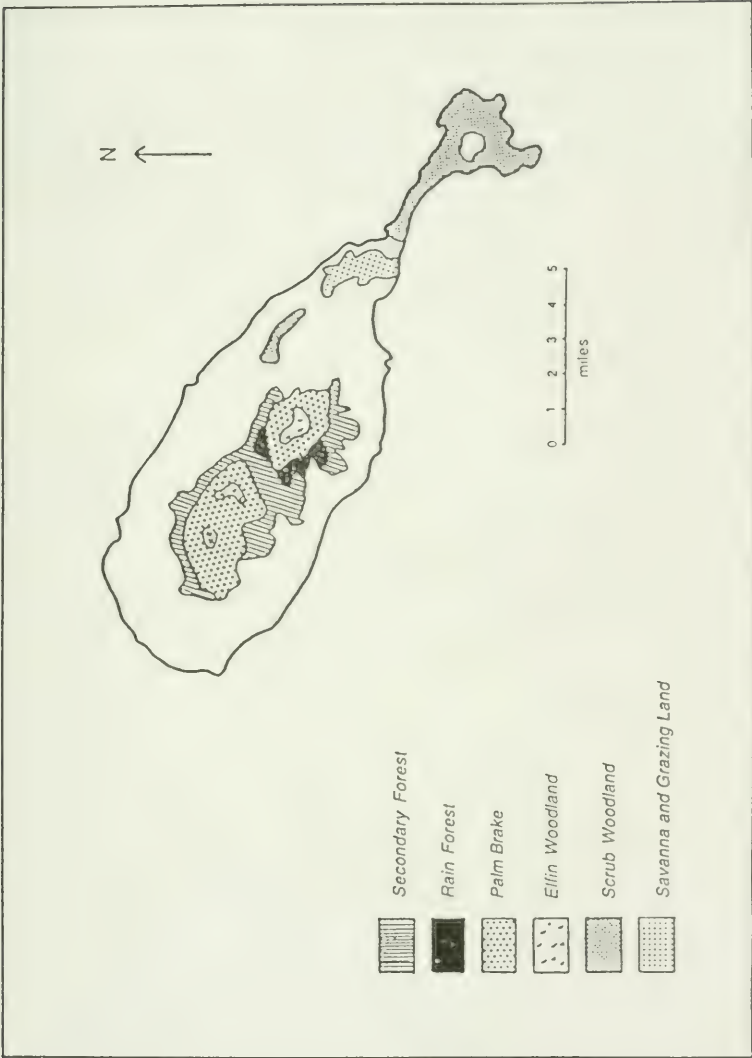 N
0 1 2 3 4 5
miles
Secondary Forest
Rain Forest
Palm Brake
Elfin Woodland
Scrub Woodland
Savanna and Grazing Land